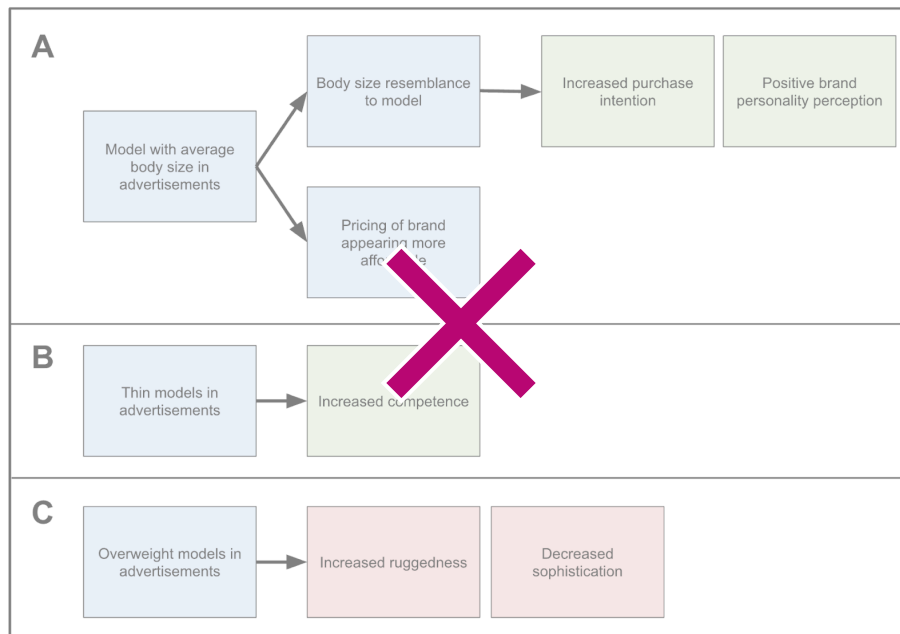 A
Body size resemblance
to model
Increased purchase
intention
Positive brand
personality perception
Model with average
body size in
advertisements
Pricing of brand
appearing more
B
Thin models in
advertisements
Increased competence
C
Overweight models in
advertisements
Increased ruggedness
Decreased
sophistication